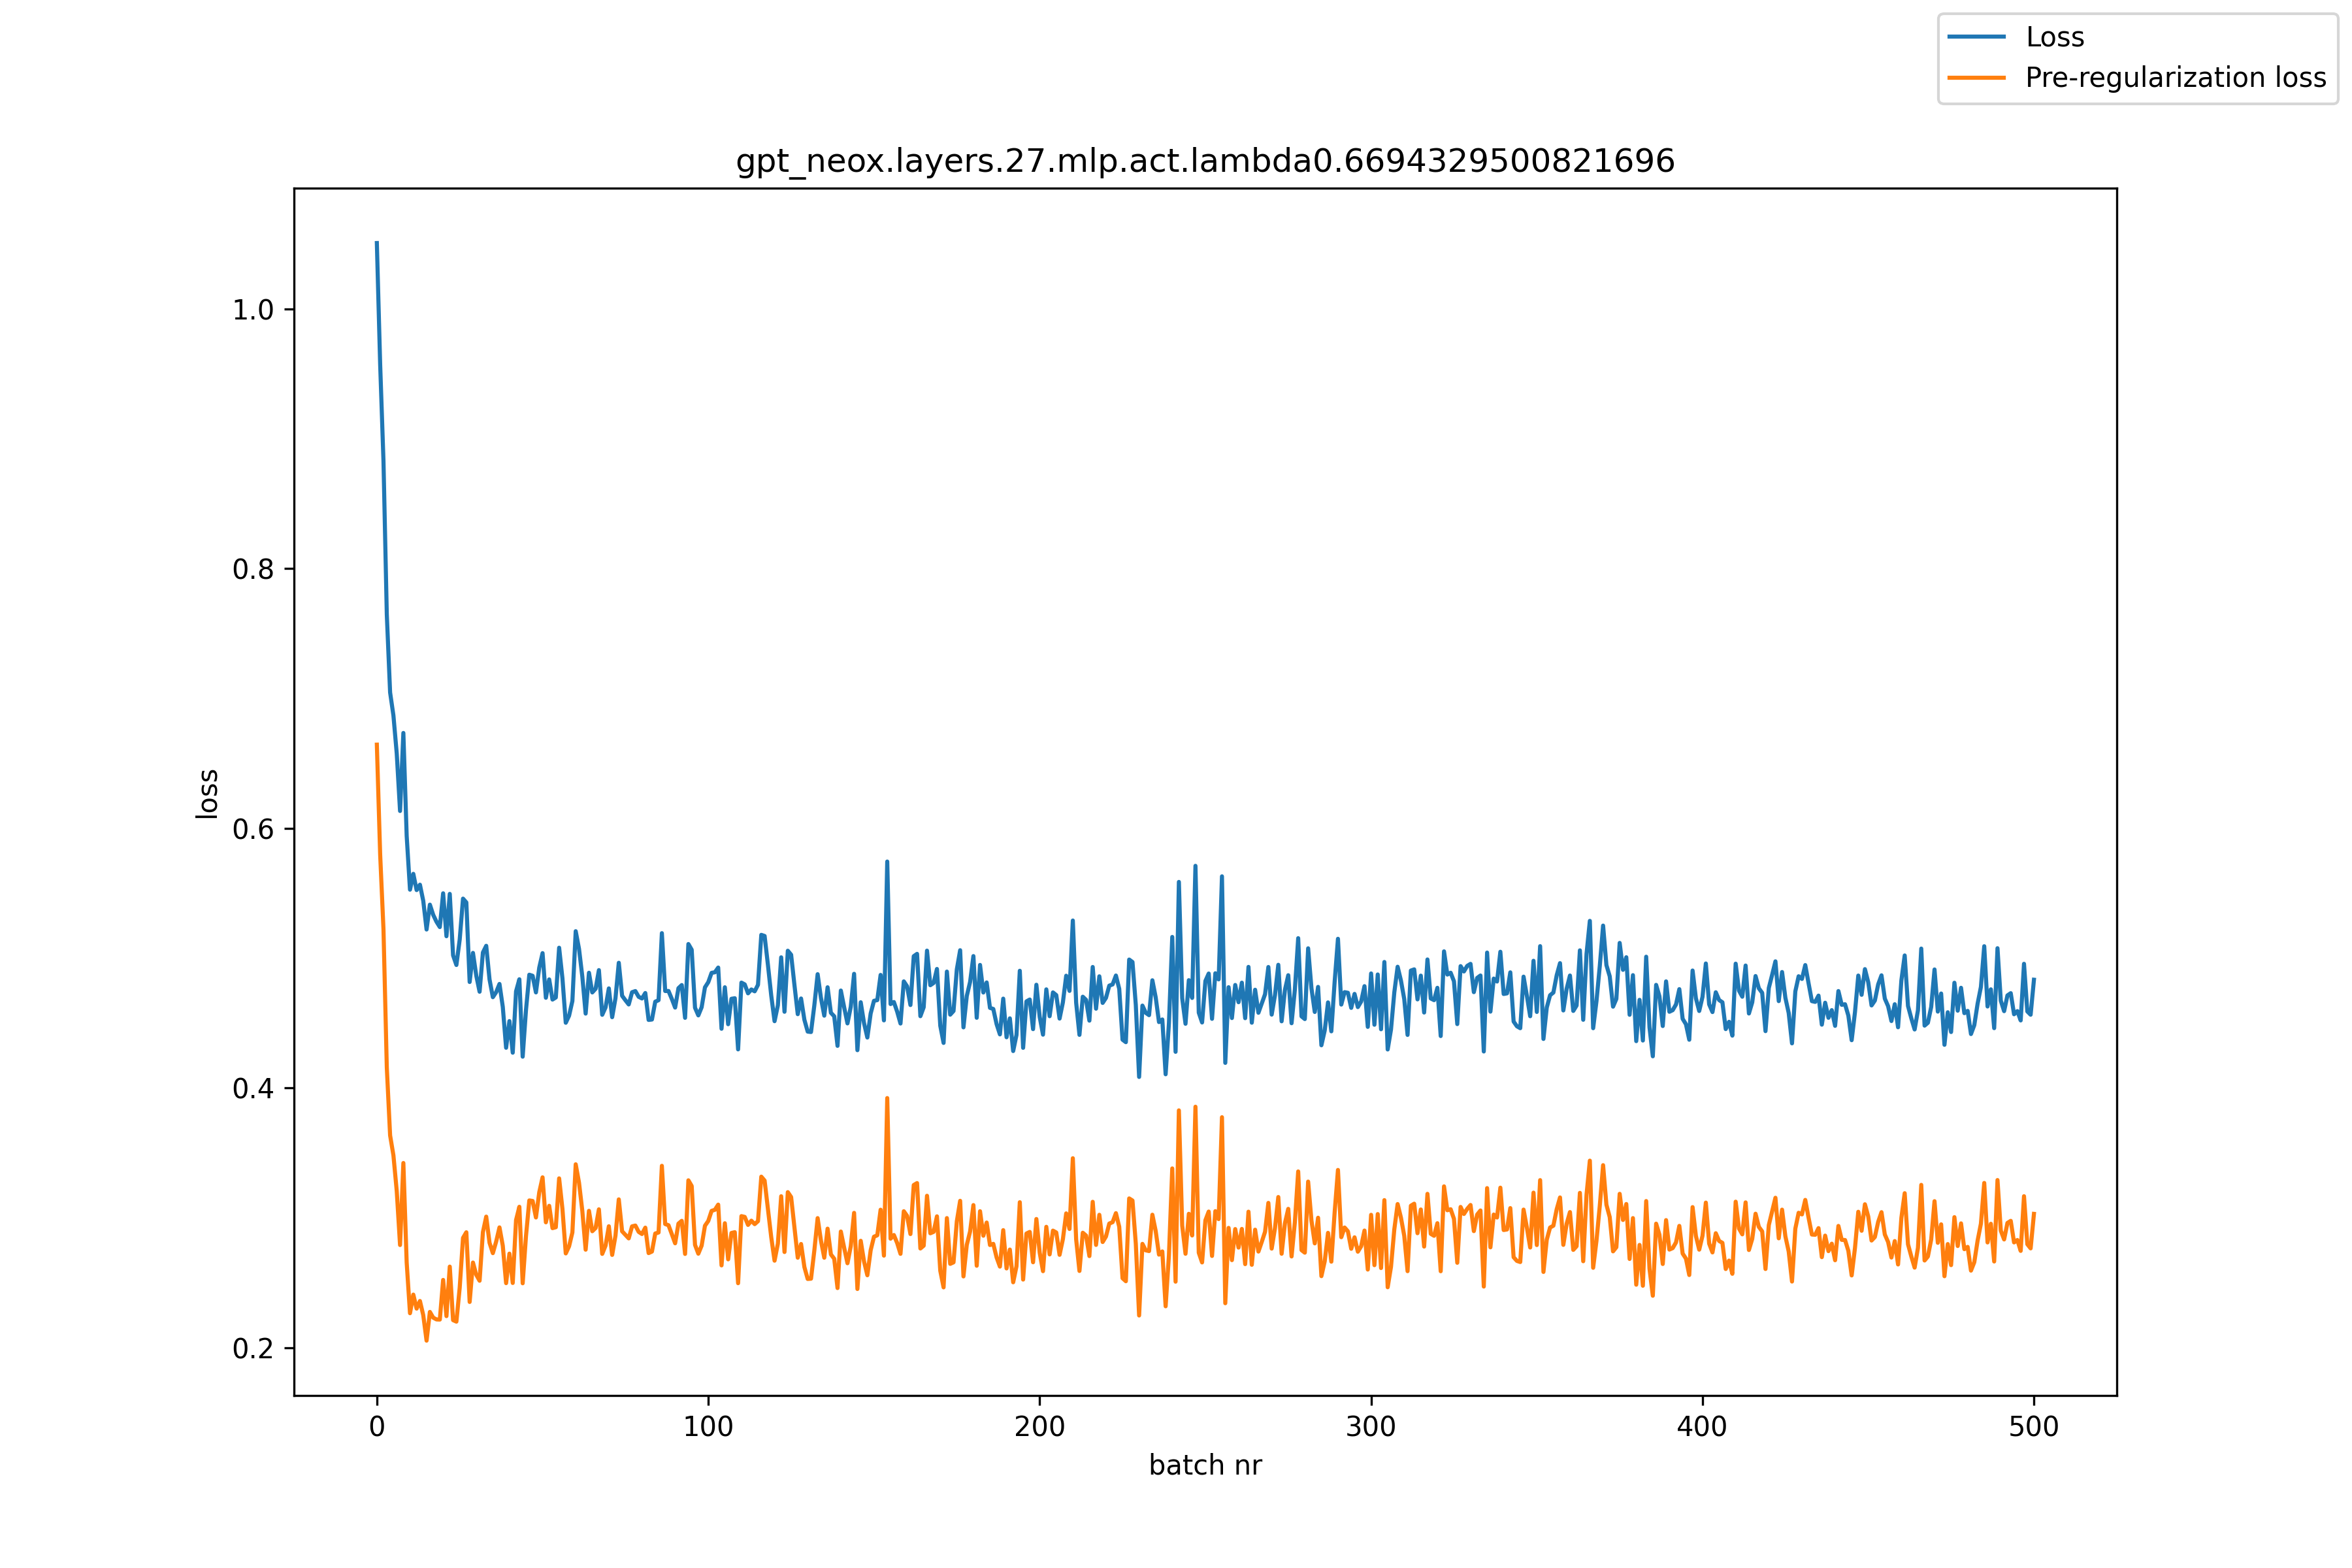 Loss
Pre-regularization loss
gpt_neox.layers.27.mlp.act.lambda0.6694329500821696
1.0
0.8
0.6
0.4
0.2
loss
0 100 200 300 400 500
batch nr